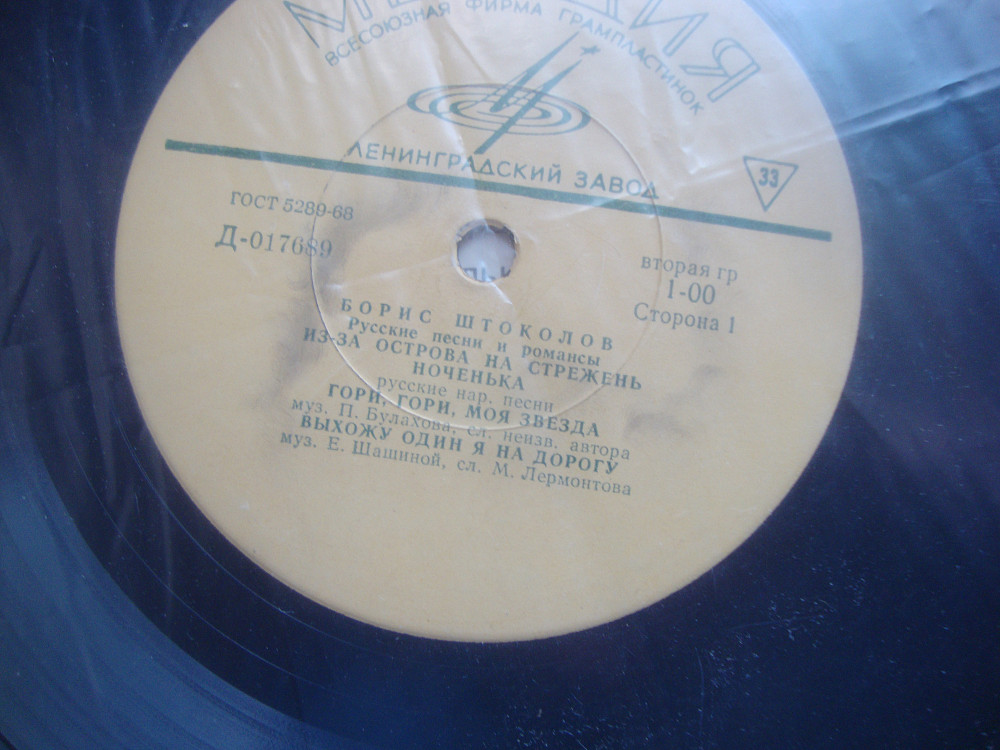 ВСЕСОЮЗНАЯ ФИРМА ГРАМПЛАСТИНОК
ЛЕНИНГРАДСКИЙ ЗАВОД
33
ГОСТ 5289-68
Д-017689
вторая гр
1-00
Сторона 1
БОРИС ШТОКОЛОВ
Русские песни и романсы
ИЗ-ЗА ОСТРОВА НА СТРЕЖЕНЬ
НОЧЕНЬКА
русские нар. песни
ГОРИ, ГОРИ, МОЯ ЗВЕЗДА
муз. П. Булахова, сл. неизв. автора
ВЫХОЖУ ОДИН Я НА ДОРОГУ
муз. Е. Шашиной, сл. М. Лермонтова